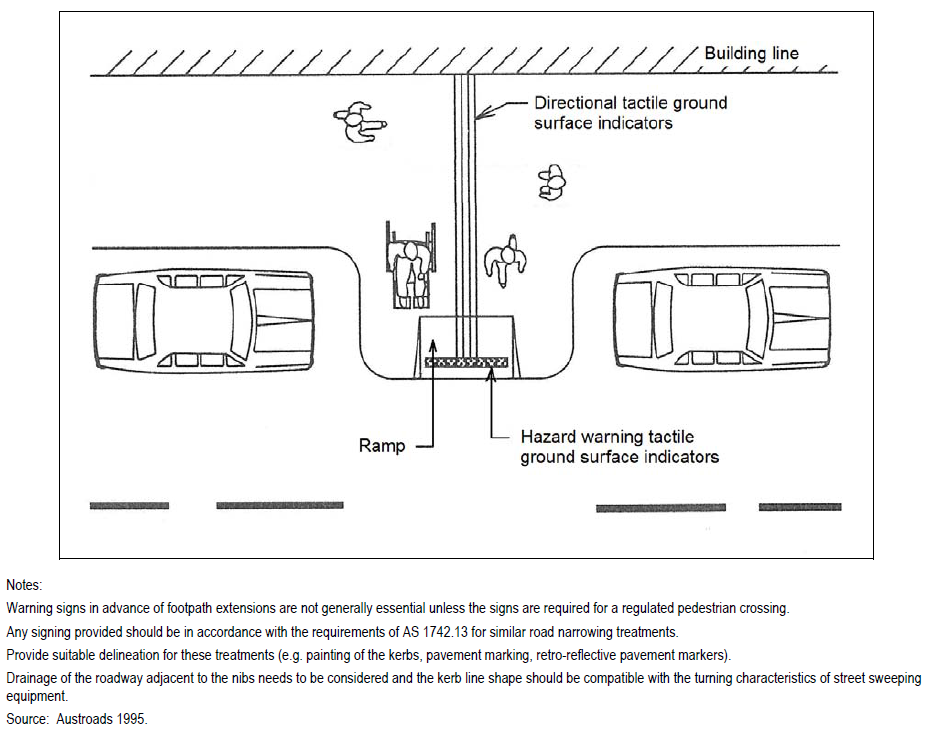 Building line
Directional tactile ground
surface indicators
Ramp
Hazard warning tactile
ground surface indicators
Notes:
Warning signs in advance of footpath extensions are not generally essential unless the signs are required for a regulated pedestrian crossing.
Any signing provided should be in accordance with the requirements of AS 1742.13 for similar road narrowing treatments.
Provide suitable delineation for these treatments (e.g. painting of the kerbs, pavement marking, retro-reflective pavement markers).
Drainage of the roadway adjacent to the nibs needs to be considered and the kerb line shape should be compatible with the turning characteristics of street sweeping
equipment.
Source: Austroads 1995.